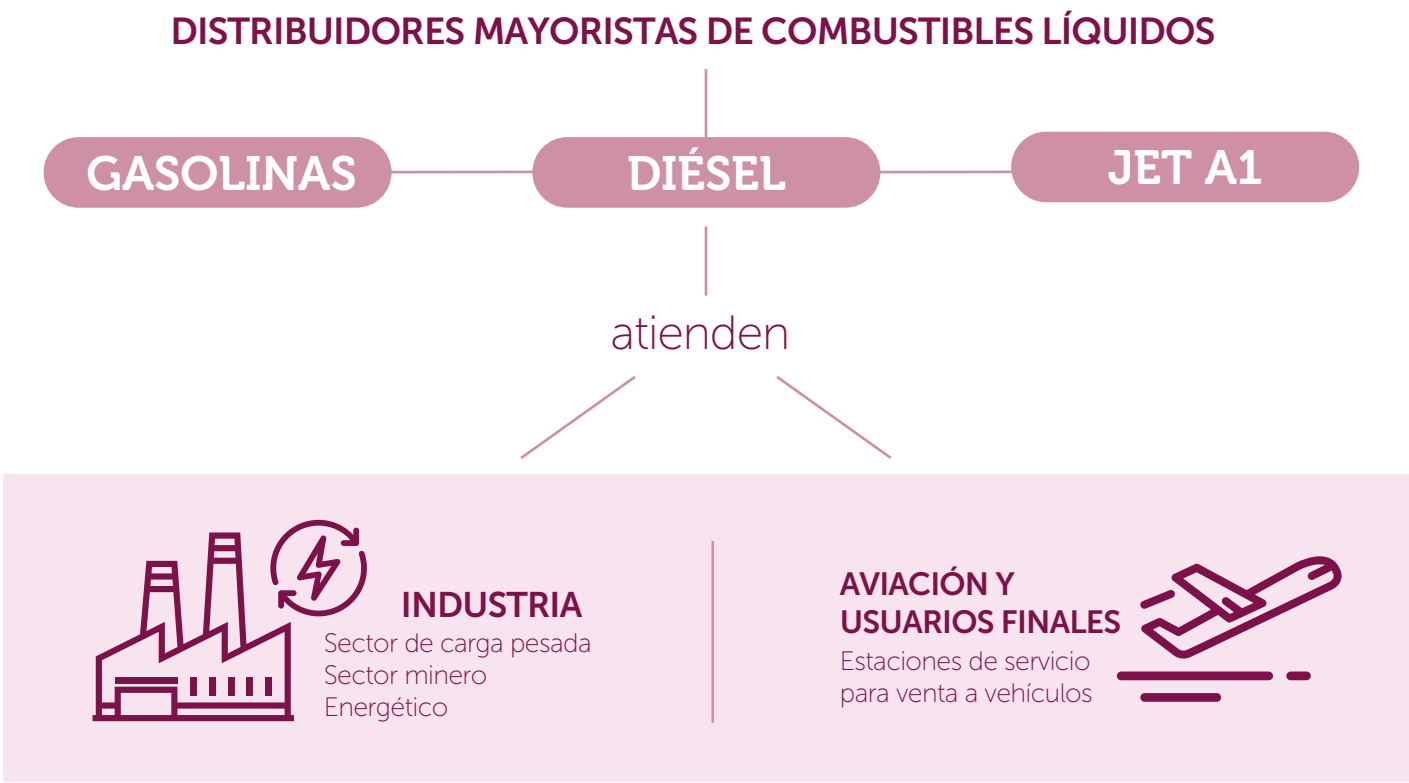 DISTRIBUIDORES MAYORISTAS DE COMBUSTIBLES LÍQUIDOS
GASOLINAS
DIÉSEL
JET A1
atienden
INDUSTRIA
Sector de carga pesada
Sector minero
Energético
AVIACIÓN Y
USUARIOS FINALES
Estaciones de servicio
para venta a vehículos